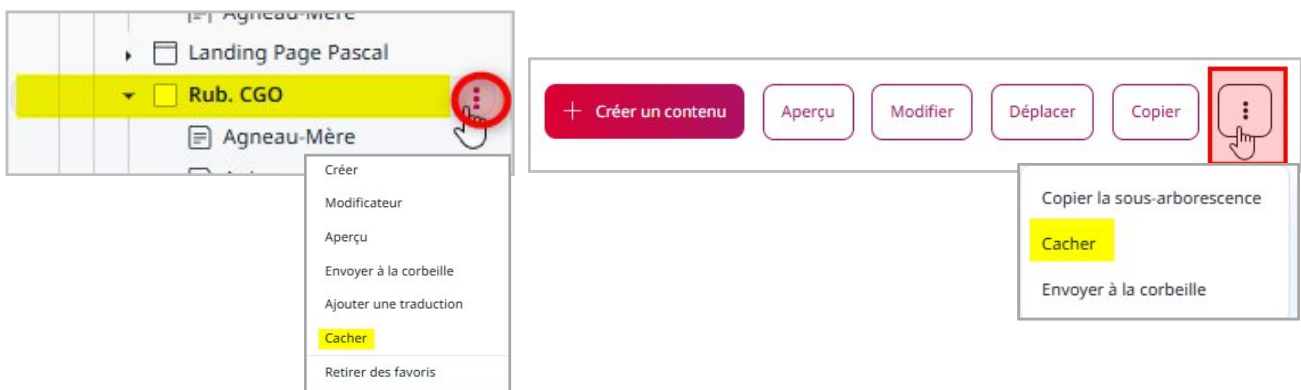 Agneau-Mère
Landing Page Pascal
Rub. CGO
Agneau-Mère
Créer
Modificateur
Aperçu
Envoyer à la corbeille
Ajouter une traduction
Cacher
Retirer des favoris
+ Créer un contenu
Aperçu
Modifier
Déplacer
Copier
Copier la sous-arborescence
Cacher
Envoyer à la corbeille